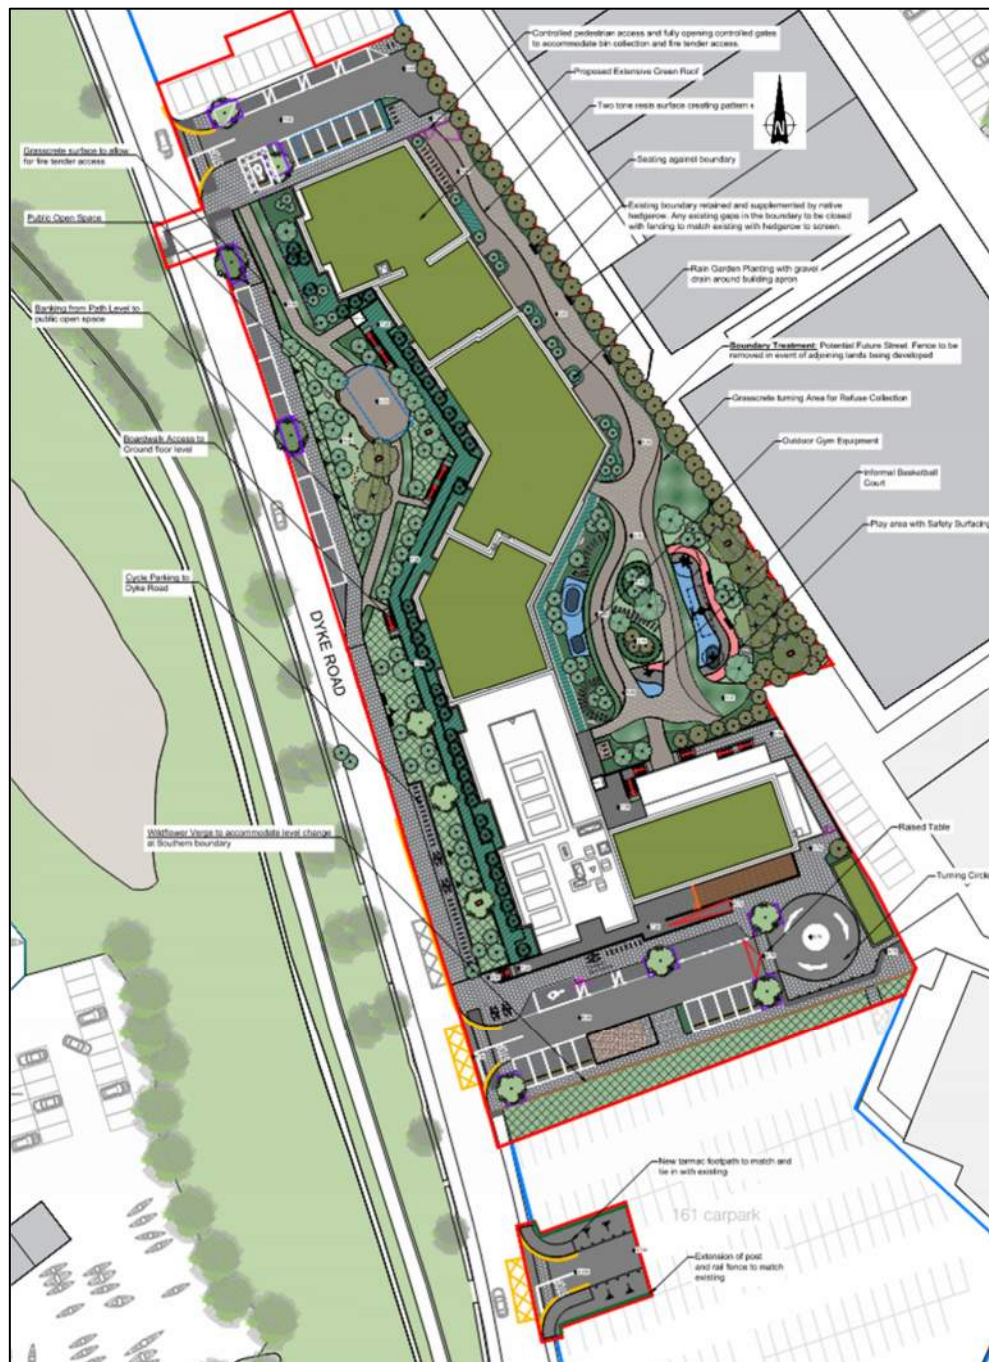 Controlled pedestrian access and fully opening controlled gates
to accommodate bin collection and fire tender access.
Proposed Extensive Green Roof
Two tone resin surface creating pattern
N
Grasscrete surface to allow
for fire tender access
Seating against boundary
Public Open Space
Existing boundary retained and supplemented by native
hedgerow. Any existing gaps in the boundary to be closed
with fencing to match existing with hedgerow to screen.
Rain Garden Planting with gravel
drain around building apron
Banking from Path Level to
public open space
Boundary Treatment: Potential Future Street. Fence to be
removed in event of adjoining lands being developed
Grasscrete turning Area for Refuse Collection
Boardwalk Access to
Ground floor level
Outdoor Gym Equipment
Informal Basketball
Court
Play area with Safety Surfacing
Cycle Parking to
Dyke Road
DYKE ROAD
Wildflower Verge to accommodate level change
at Southern boundary
Raised Table
Turning Circle
New tarmac footpath to match and
tie in with existing
161 carpark
Extension of post
and rail fence to match
existing